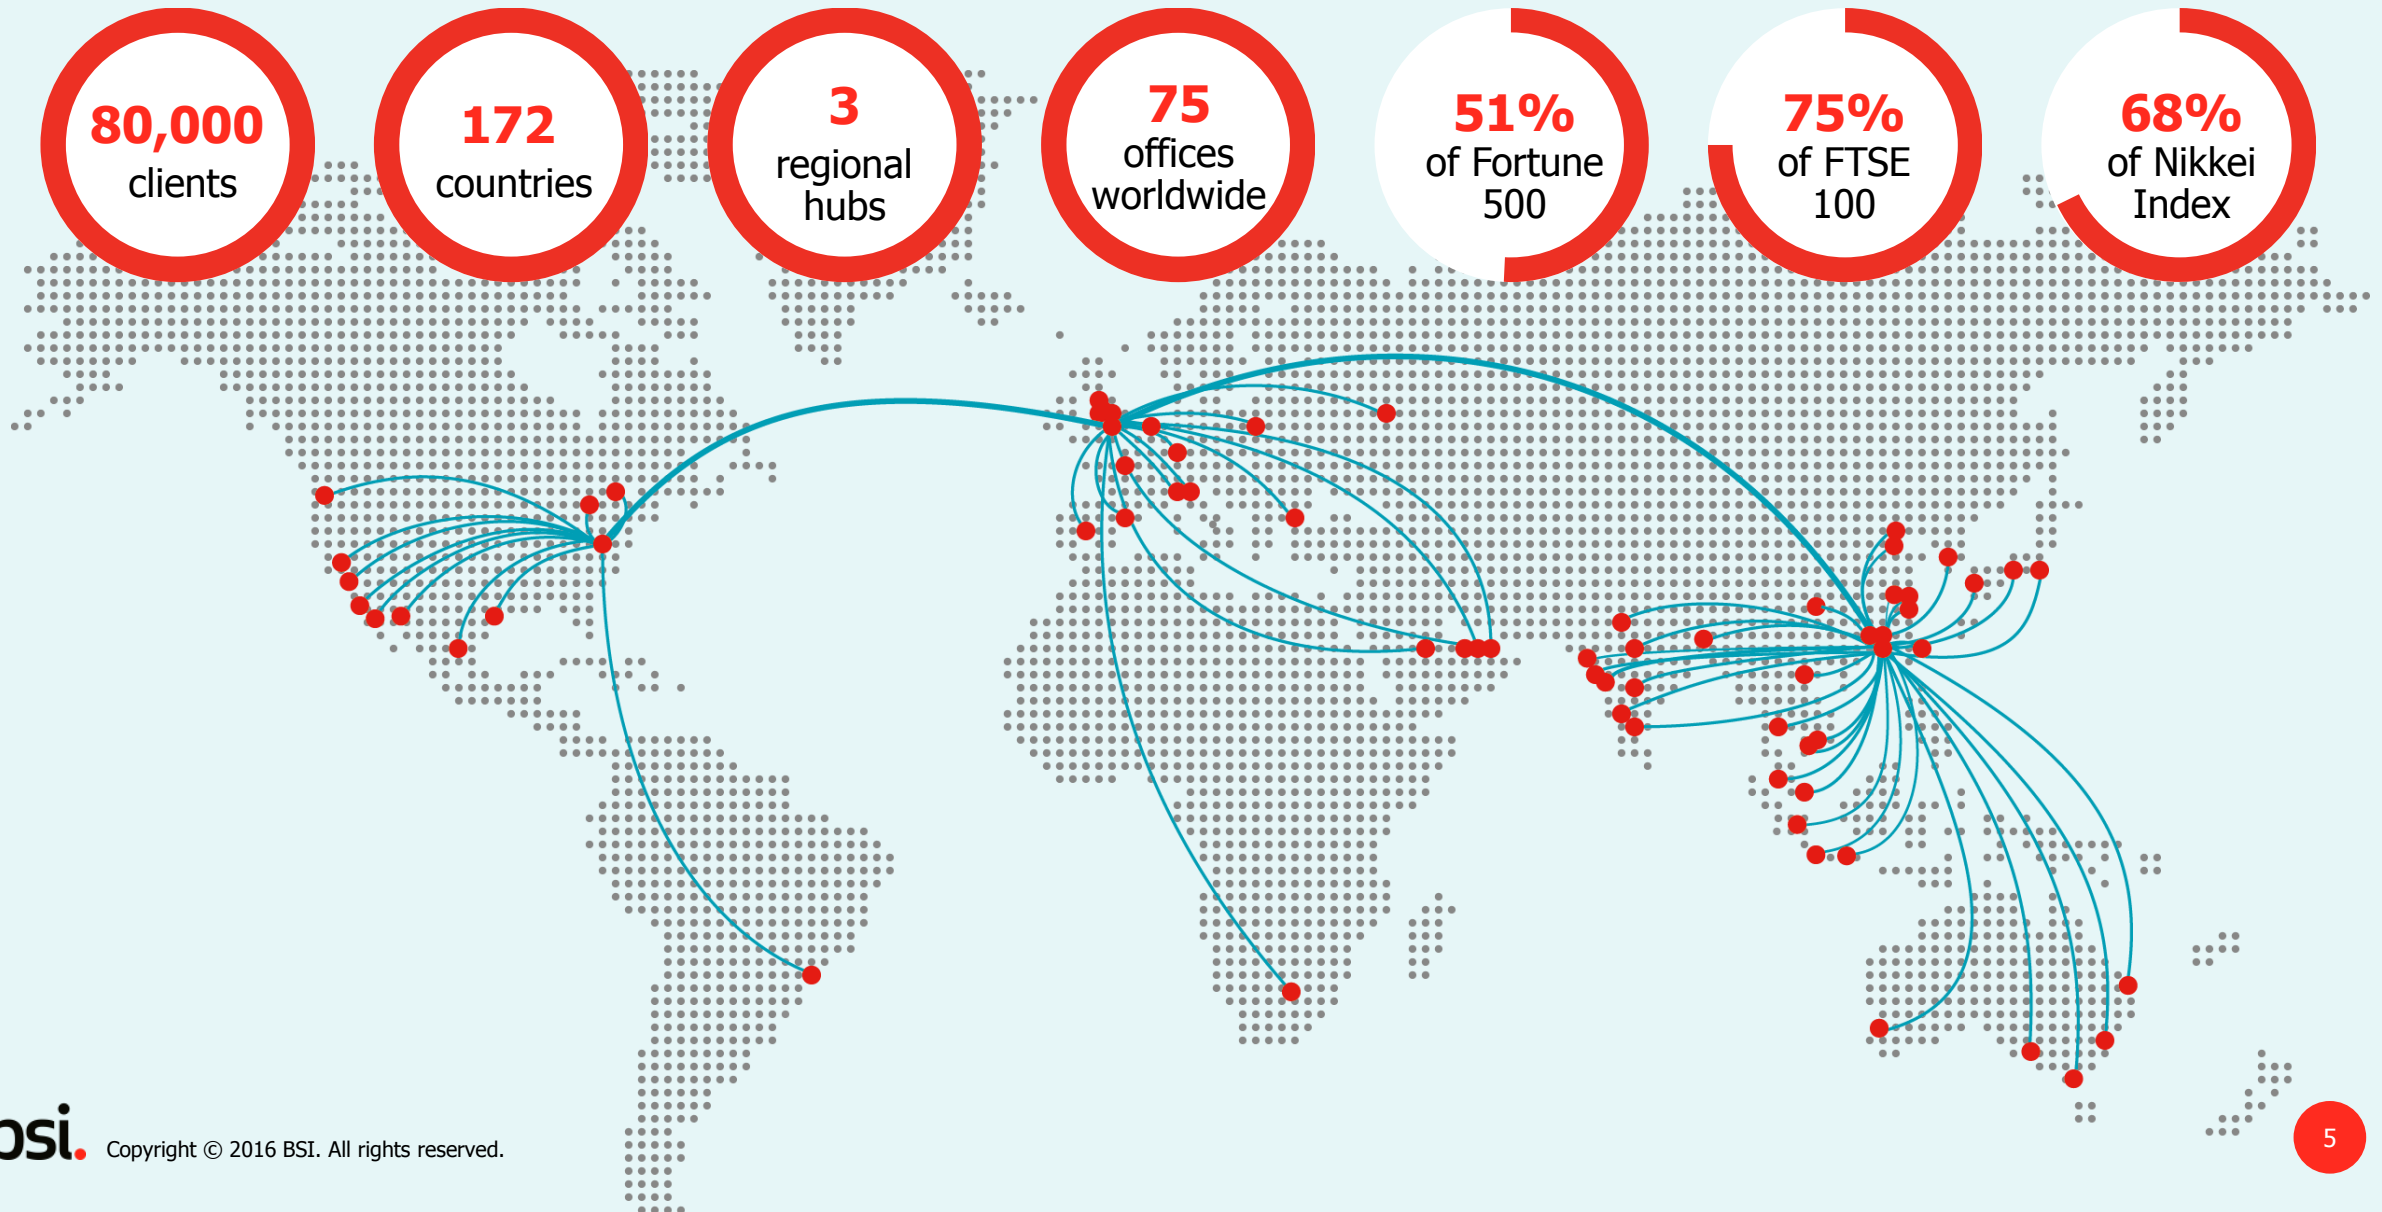 80,000
clients
172
countries
3
regional
hubs
75
offices
worldwide
51%
of Fortune
500
75%
of FTSE
100
68%
of Nikkei
Index
bsi.
Copyright © 2016 BSI. All rights reserved.
5